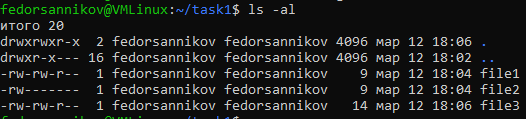 fedorsannikov@VMLinux:~/task1$ ls -al
итого 20
drwxrwxr-x  2 fedorsannikov fedorsannikov 4096 мар 12 18:06 .
drwxr-x--- 16 fedorsannikov fedorsannikov 4096 мар 12 18:02 ..
-rw-rw-r--  1 fedorsannikov fedorsannikov    9 мар 12 18:04 file1
-rw-------  1 fedorsannikov fedorsannikov    9 мар 12 18:04 file2
-rw-rw-r--  1 fedorsannikov fedorsannikov   14 мар 12 18:06 file3